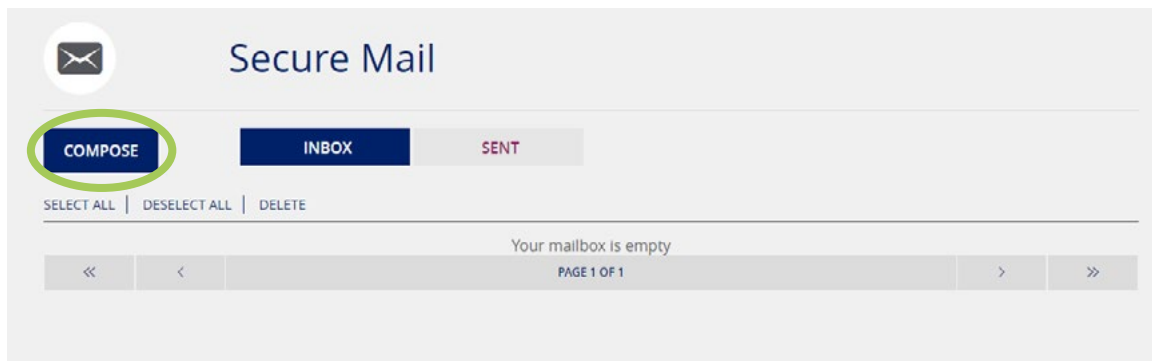 Secure Mail
COMPOSE INBOX SENT
SELECT ALL | DESELECT ALL | DELETE
Your mailbox is empty
« < PAGE 1 OF 1 > »